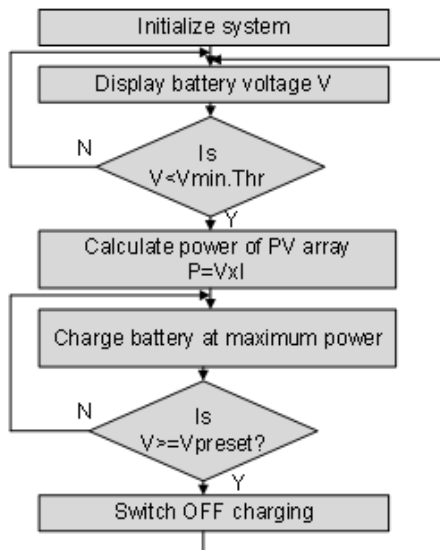 Initialize system
Display battery voltage V
Is
V<Vmin.Thr
N
Y
Calculate power of PV array
P=VxI
Charge battery at maximum power
Is
V>=Vpreset?
N
Y
Switch OFF charging